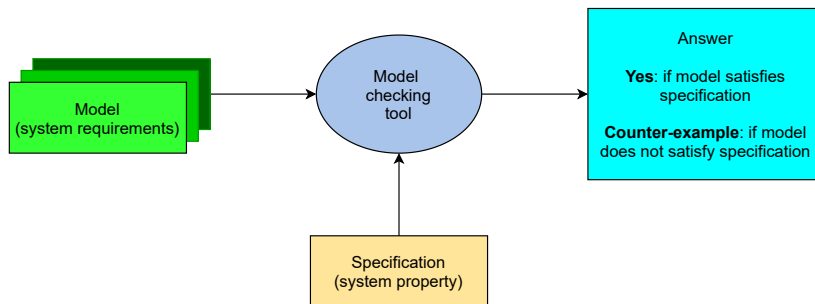 Model
(system requirements)
Model
checking
tool
Answer
Yes: if model satisfies
specification
Counter-example: if model
does not satisfy specification
Specification
(system property)